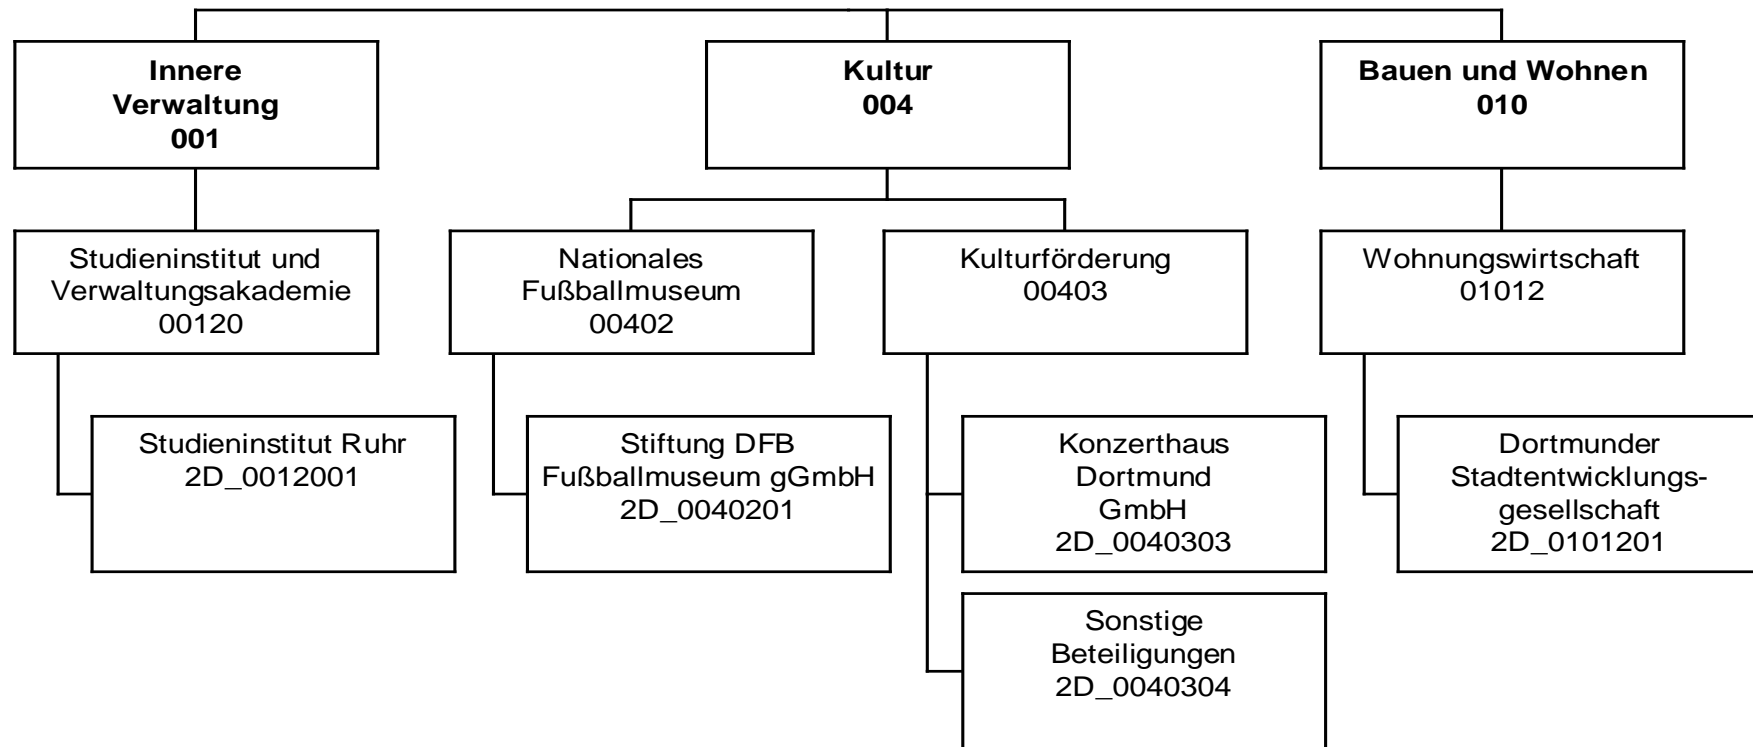 Innere
Verwaltung
001
Kultur
004
Bauen und Wohnen
010
Studieninstitut und
Verwaltungsakademie
00120
Nationales
Fußballmuseum
00402
Kulturförderung
00403
Wohnungswirtschaft
01012
Studieninstitut Ruhr
2D_0012001
Stiftung DFB
Fußballmuseum gGmbH
2D_0040201
Konzerthaus
Dortmund
GmbH
2D_0040303
Dortmunder
Stadtentwicklungs-
gesellschaft
2D_0101201
Sonstige
Beteiligungen
2D_0040304